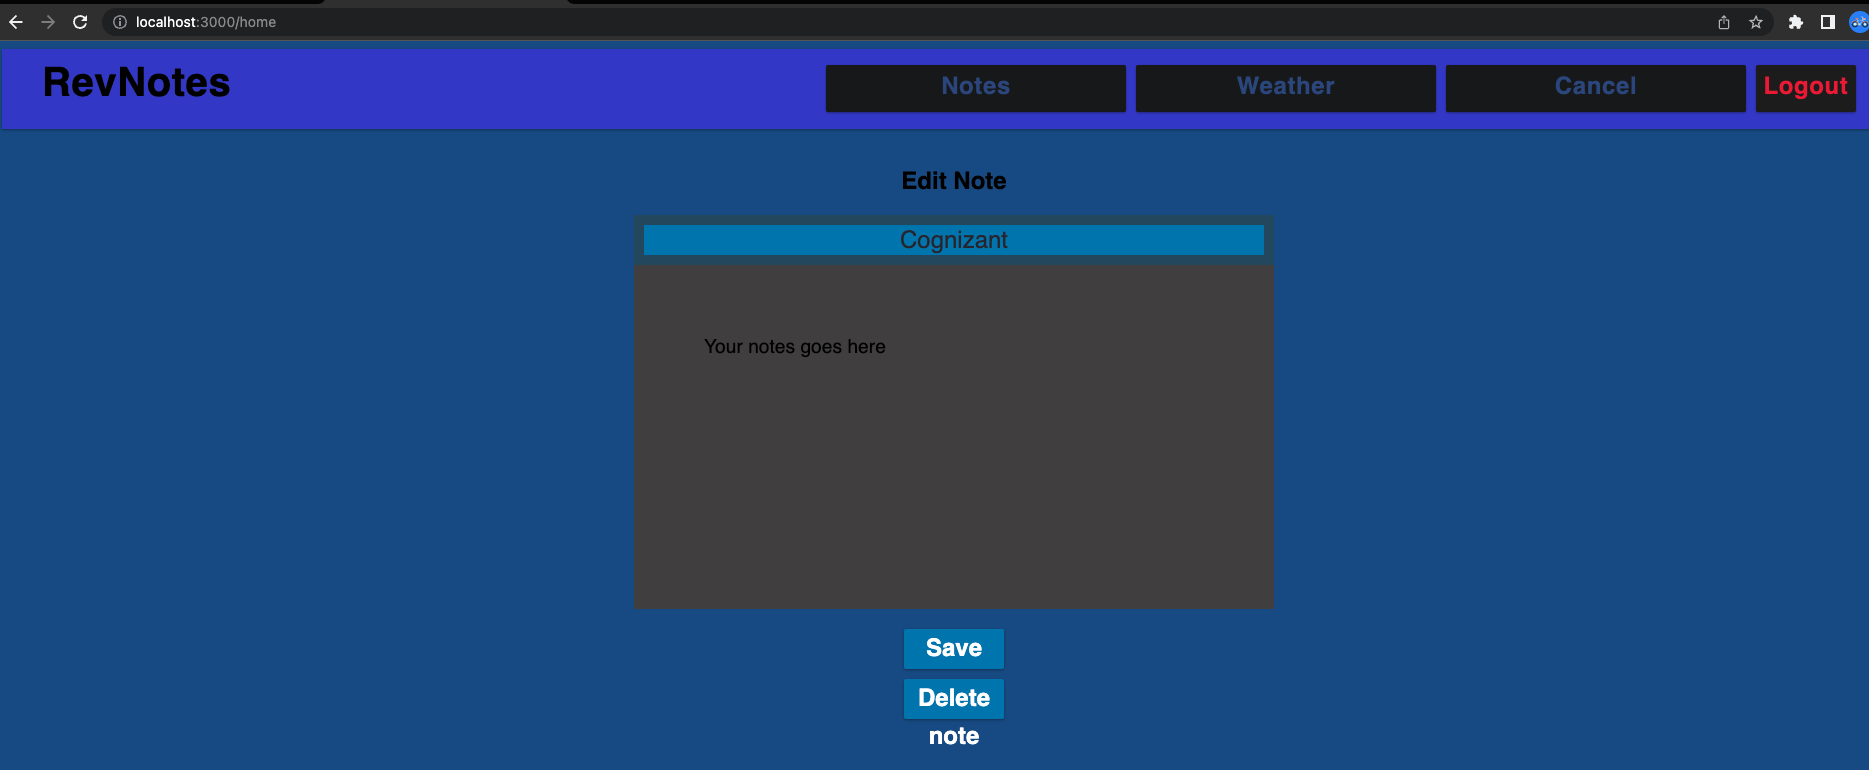 localhost:3000/home
RevNotes
Notes
Weather
Cancel
Logout
Edit Note
Cognizant
Your notes goes here
Save
Delete
note